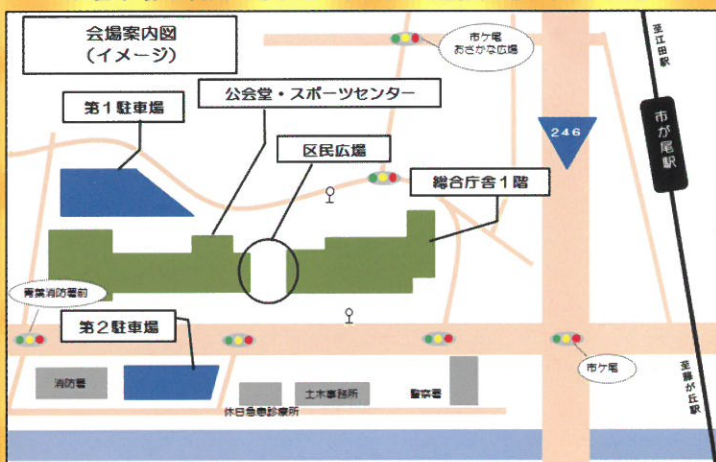 会場案内図
(イメージ)
市ケ尾
おさかな広場
至江田駅
公会堂・スポーツセンター
第1駐車場
区民広場
246
市が尾駅
総合庁舎1階
青葉消防署前
第2駐車場
市ケ尾
至藤が丘駅
消防署
土木事務所
警察署
休日急患診療所